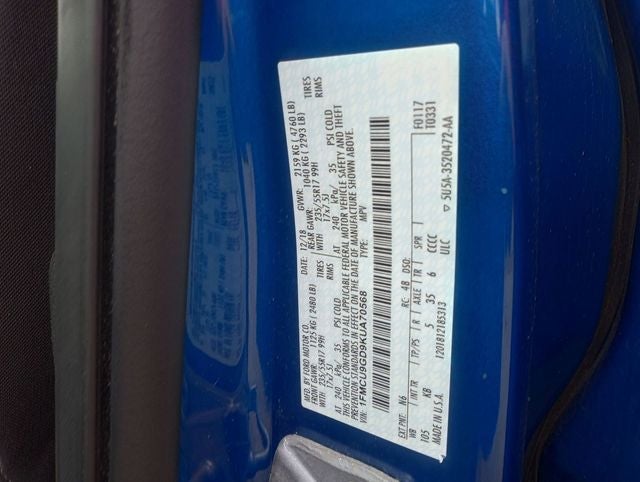 MFD. BY FORD MOTOR CO.
DATE: 12/18 GVWR: 2159 KG ( 4760 LB)
FRONT GAWR: 1125 KG ( 2480 LB) REAR GAWR: 1040 KG ( 2293 LB)
WITH 235/55R17 99H TIRES WITH 235/55R17 99H TIRES
17x7.5J RIMS 17x7.5J RIMS
AT 240 kPa/ 35 PSI COLD AT 240 kPa/ 35 PSI COLD
THIS VEHICLE CONFORMS TO ALL APPLICABLE FEDERAL MOTOR VEHICLE SAFETY AND THEFT
PREVENTION STANDARDS IN EFFECT ON THE DATE OF MANUFACTURE SHOWN ABOVE.
VIN: 1FMCU9GD9KUA70568 TYPE: MPV
F0117
T0331
EXT PNT: N6 RC: 48 DSO:
WB INT TR TP/PS R AXLE TR SPR
105 KB 5 35 6 CCCC
MADE IN U.S.A. 120181218S313 ULC
▽ 5U5A-3520472-AA